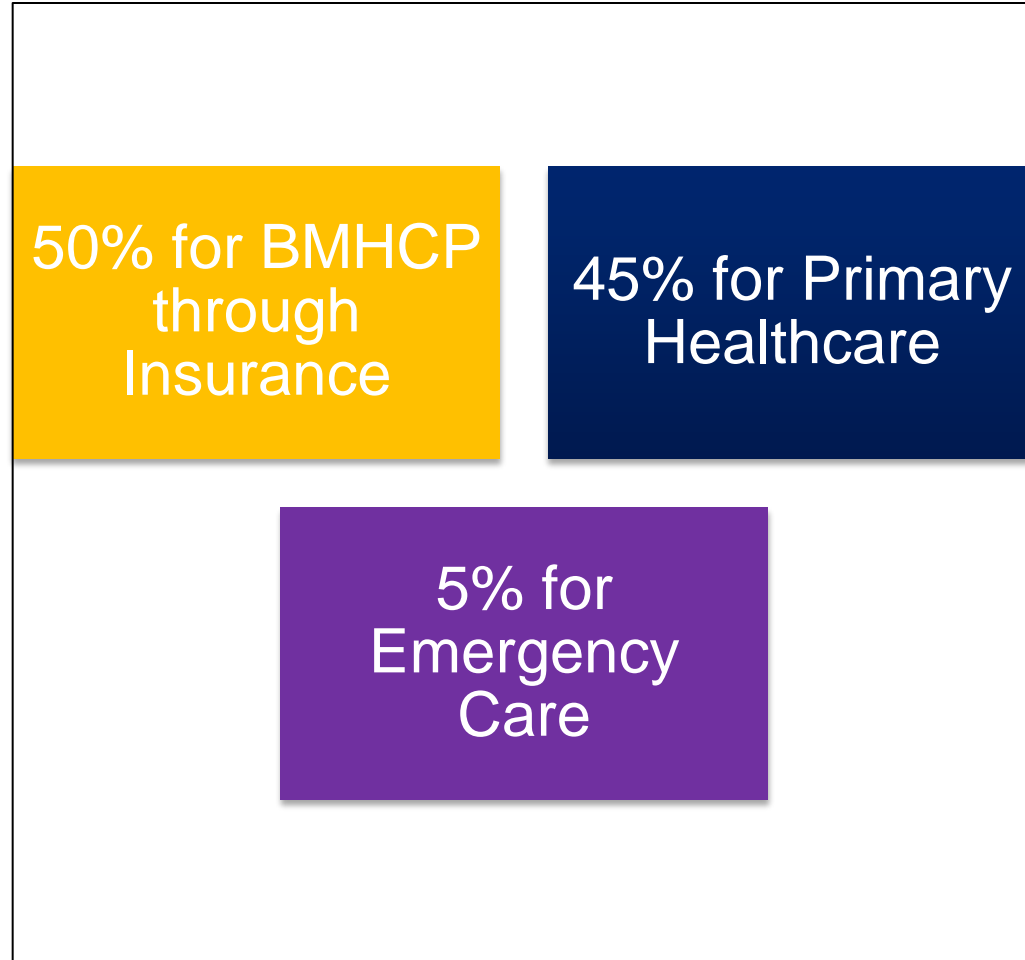 50% for BMHCP
through
Insurance
45% for Primary
Healthcare
5% for
Emergency
Care